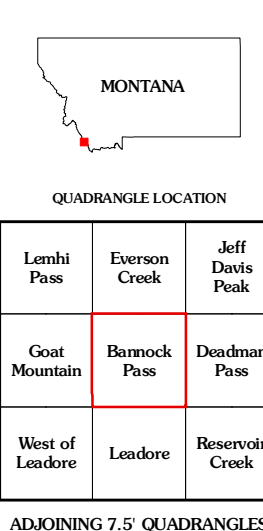 MONTANA
QUADRANGLE LOCATION
Lemhi
Pass
Everson
Creek
Jeff
Davis
Peak
Goat
Mountain
Bannock
Pass
Deadman
Pass
West of
Leadore
Leadore
Reservoir
Creek
ADJOINING 7.5' QUADRANGLES